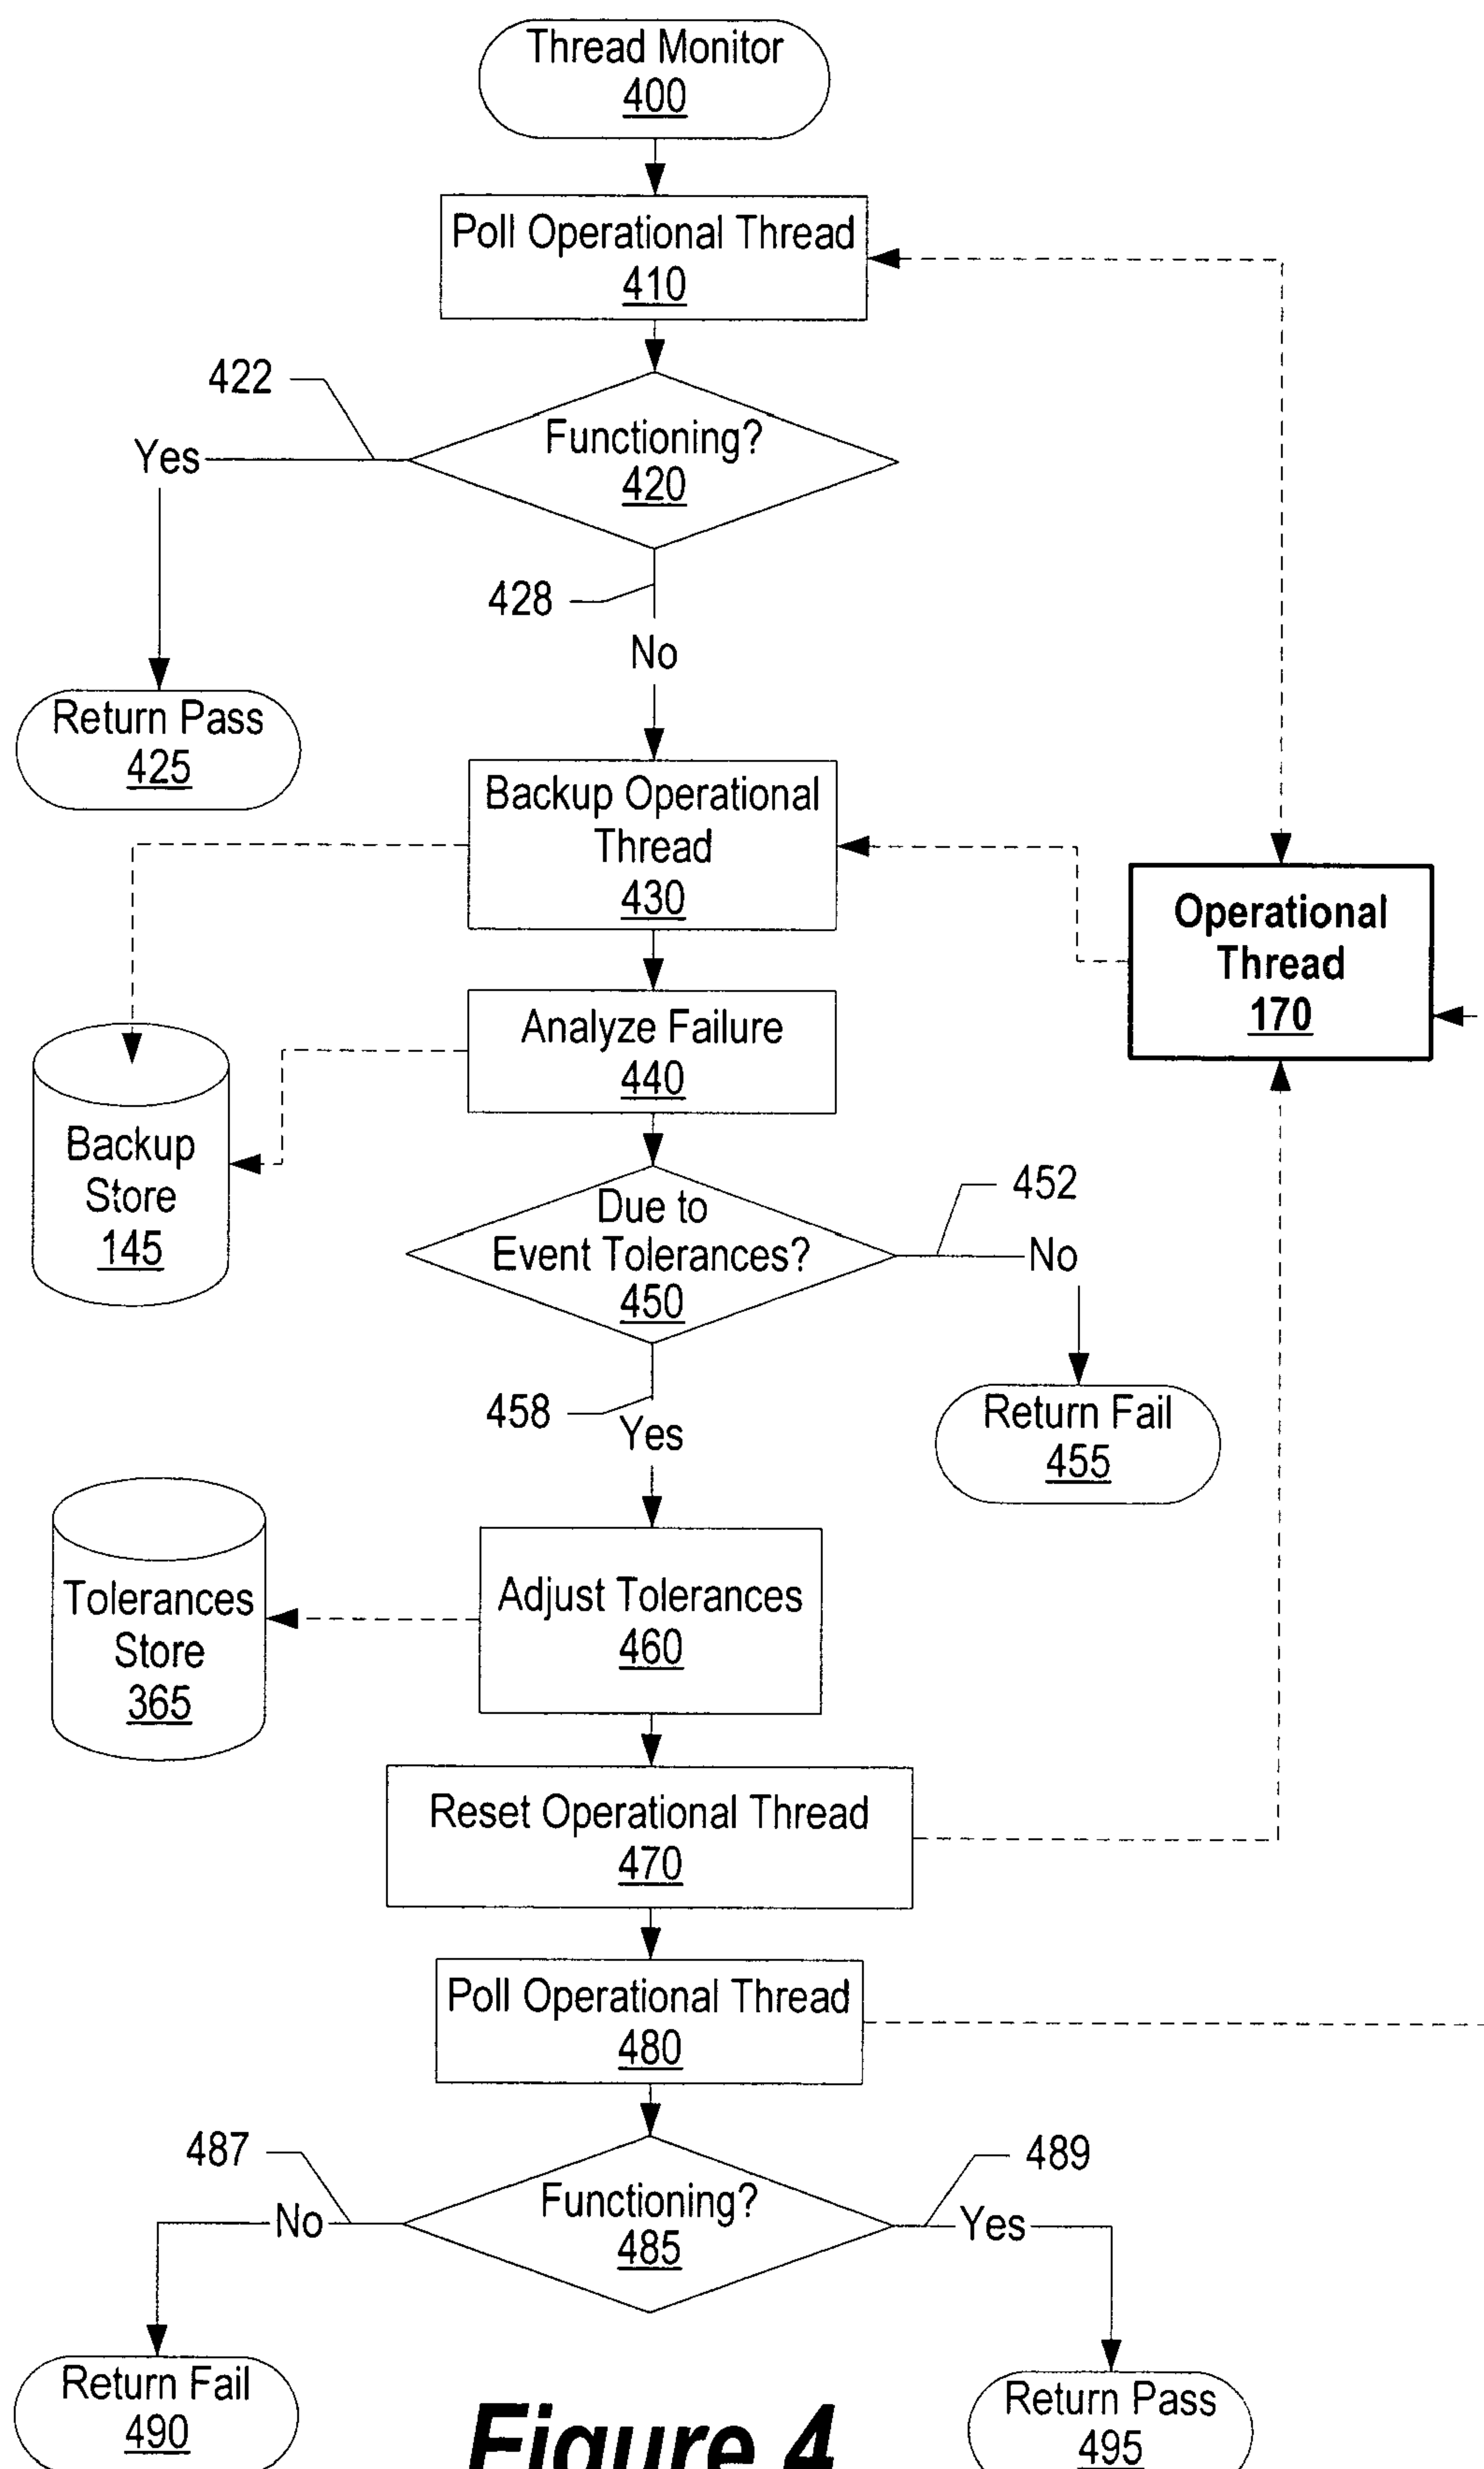 Thread Monitor
400
Poll Operational Thread
410
422
Functioning?
420
Yes
428
No
Return Pass
425
Backup Operational
Thread
430
Operational
Thread
170
Analyze Failure
440
Backup
Store
145
Due to
Event Tolerances?
450
452
No
458
Yes
Return Fail
455
Tolerances
Store
365
Adjust Tolerances
460
Reset Operational Thread
470
Poll Operational Thread
480
487
489
Functioning?
485
No
Yes
Return Fail
490
Return Pass
495
Figure 4